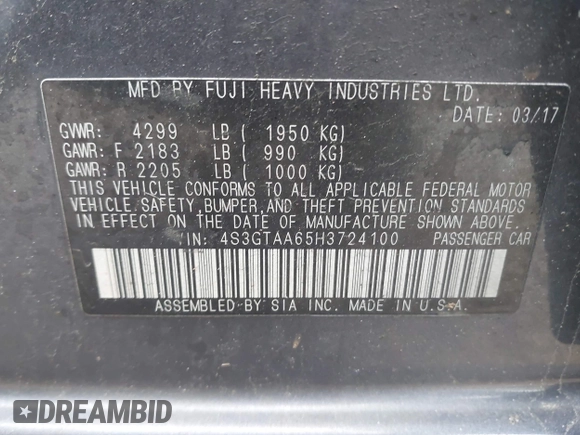 MFD BY FUJI HEAVY INDUSTRIES LTD.
DATE: 03/17
GVWR: 4299 LB ( 1950 KG)
GAWR: F 2183 LB ( 990 KG)
GAWR: R 2205 LB ( 1000 KG)
THIS VEHICLE CONFORMS TO ALL APPLICABLE FEDERAL MOTOR
VEHICLE SAFETY, BUMPER, AND THEFT PREVENTION STANDARDS
IN EFFECT ON THE DATE OF MANUFACTURE SHOWN ABOVE.
VIN: 4S3GTAA65H3724100 PASSENGER CAR
ASSEMBLED BY SIA INC. MADE IN U.S.A.
DREAMBID